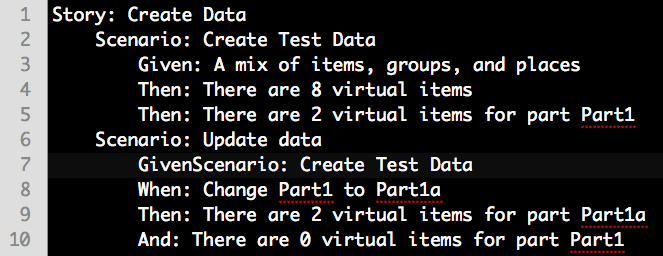 1 Story: Create Data
2 Scenario: Create Test Data
3 Given: A mix of items, groups, and places
4 Then: There are 8 virtual items
5 Then: There are 2 virtual items for part Part1
6 Scenario: Update data
7 GivenScenario: Create Test Data
8 When: Change Part1 to Part1a
9 Then: There are 2 virtual items for part Part1a
10 And: There are 0 virtual items for part Part1